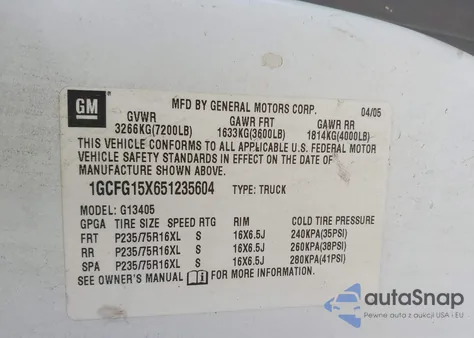 GM
MFD BY GENERAL MOTORS CORP. 04/05
GVWR GAWR FRT GAWR RR
3266KG(7200LB) 1633KG(3600LB) 1814KG(4000LB)
THIS VEHICLE CONFORMS TO ALL APPLICABLE U.S. FEDERAL MOTOR
VEHICLE SAFETY STANDARDS IN EFFECT ON THE DATE OF
MANUFACTURE SHOWN ABOVE.
1GCFG15X651235604 TYPE: TRUCK
MODEL: G13405
GPGA TIRE SIZE SPEED RTG RIM COLD TIRE PRESSURE
FRT P235/75R16XL S 16X6.5J 240KPA(35PSI)
RR P235/75R16XL S 16X6.5J 260KPA(38PSI)
SPA P235/75R16XL S 16X6.5J 280KPA(41PSI)
SEE OWNER'S MANUAL FOR MORE INFORMATION
autoSnap
Pewne auta z aukcji USA i EU